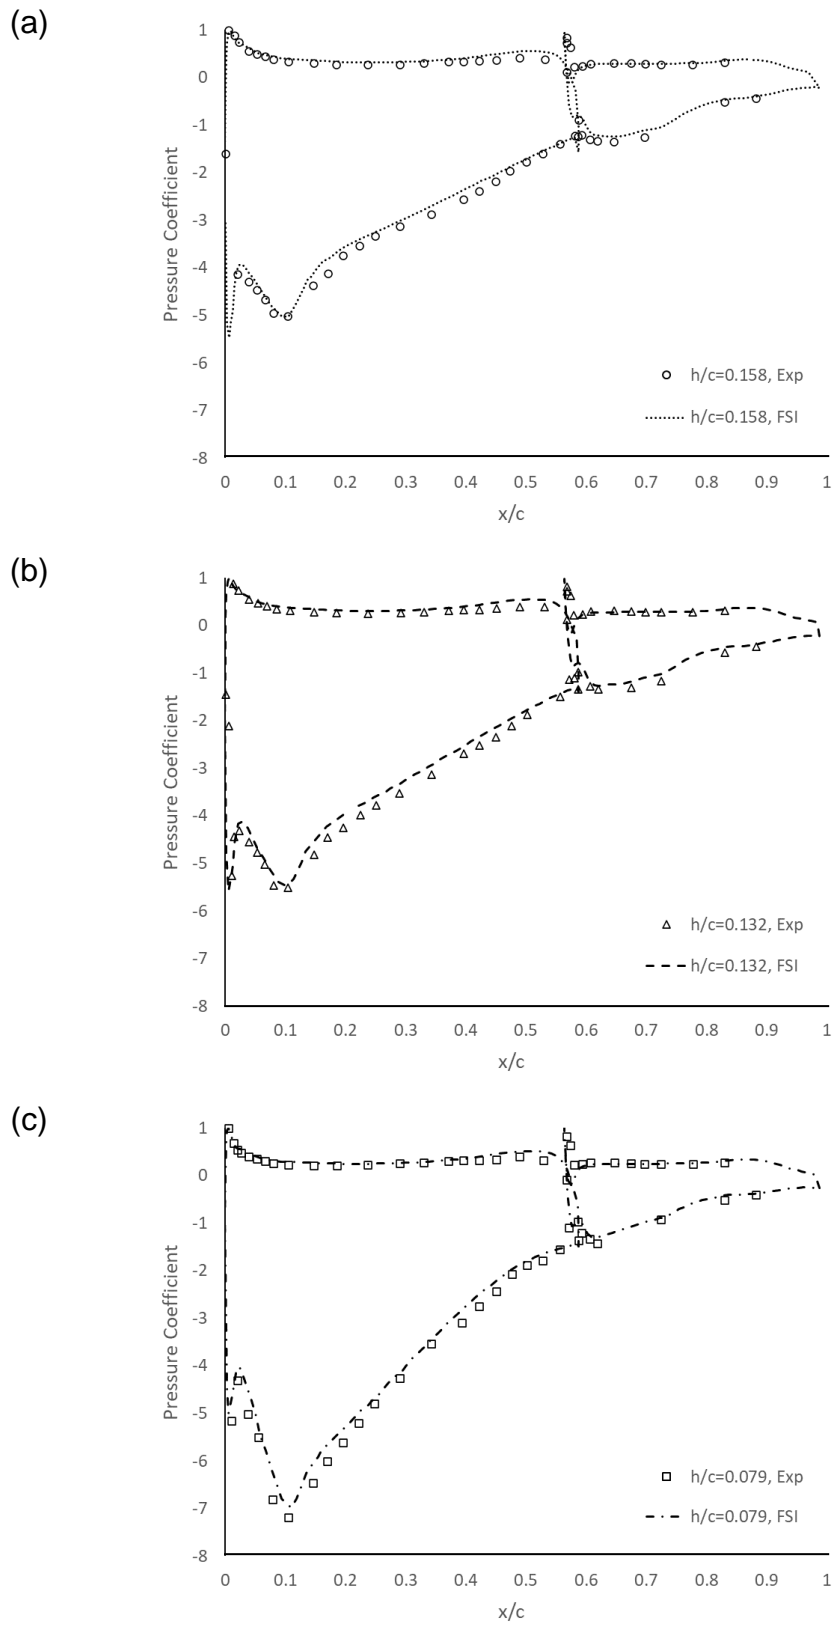 (a)
Pressure Coefficient
1
0
-1
-2
-3
-4
-5
-6
-7
-8
h/c=0.158, Exp
h/c=0.158, FSI
0 0.1 0.2 0.3 0.4 0.5 0.6 0.7 0.8 0.9 1
x/c
(b)
Pressure Coefficient
1
0
-1
-2
-3
-4
-5
-6
-7
-8
h/c=0.132, Exp
h/c=0.132, FSI
0 0.1 0.2 0.3 0.4 0.5 0.6 0.7 0.8 0.9 1
x/c
(c)
Pressure Coefficient
1
0
-1
-2
-3
-4
-5
-6
-7
-8
h/c=0.079, Exp
h/c=0.079, FSI
0 0.1 0.2 0.3 0.4 0.5 0.6 0.7 0.8 0.9 1
x/c